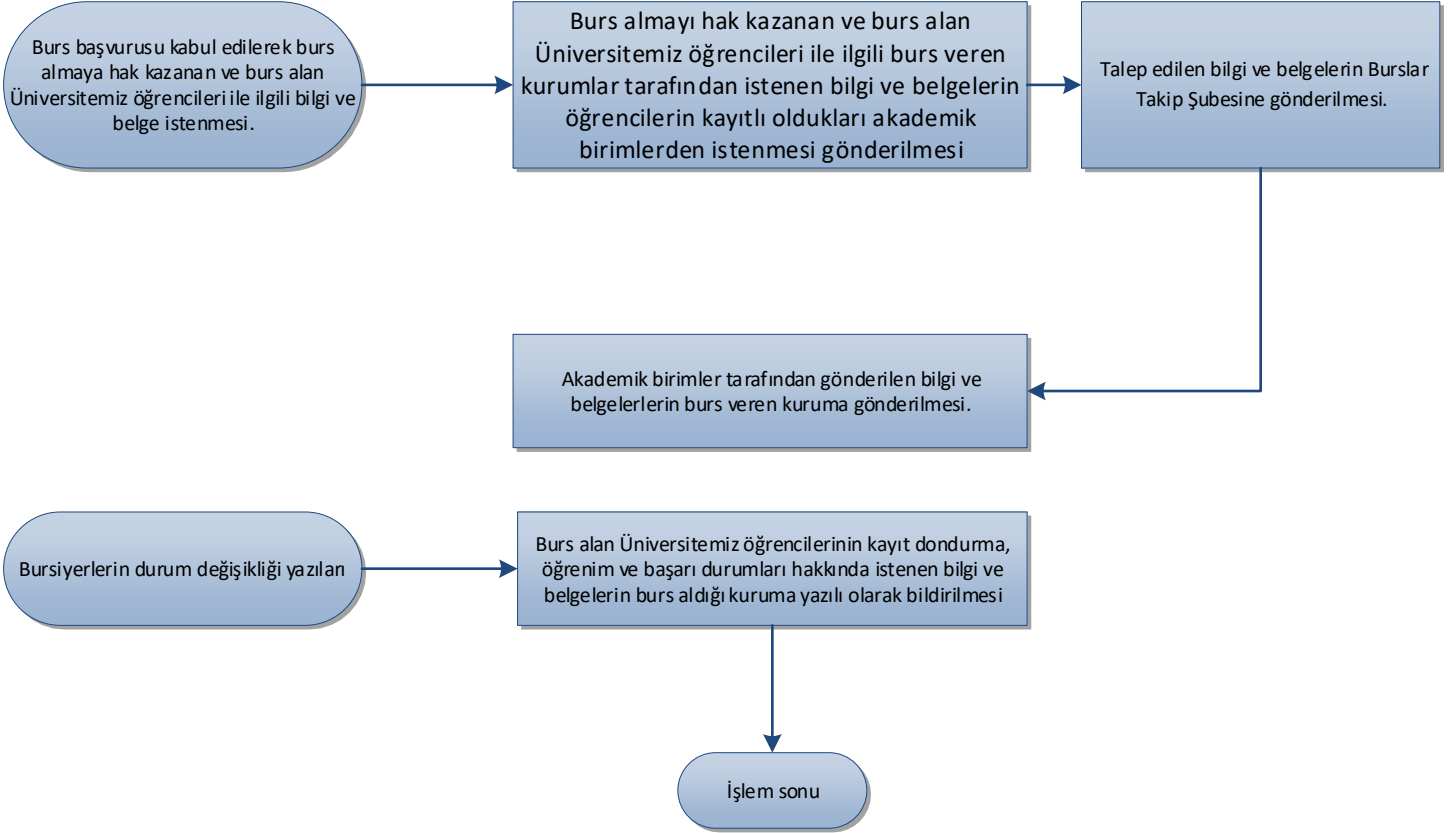 Burs başvurusu kabul edilerek burs
almaya hak kazanan ve burs alan
Üniversitemiz öğrencileri ile ilgili bilgi ve
belge istenmesi.
Burs almayı hak kazanan ve burs alan
Üniversitemiz öğrencileri ile ilgili burs veren
kurumlar tarafından istenen bilgi ve belgelerin
öğrencilerin kayıtlı oldukları akademik
birimlerden istenmesi gönderilmesi
Talep edilen bilgi ve belgelerin Burslar
Takip Şubesine gönderilmesi.
Akademik birimler tarafından gönderilen bilgi ve
belgelerlerin burs veren kuruma gönderilmesi.
Bursiyerlerin durum değişikliği yazıları
Burs alan Üniversitemiz öğrencilerinin kayıt dondurma,
öğrenim ve başarı durumları hakkında istenen bilgi ve
belgelerin burs aldığı kuruma yazılı olarak bildirilmesi
İşlem sonu